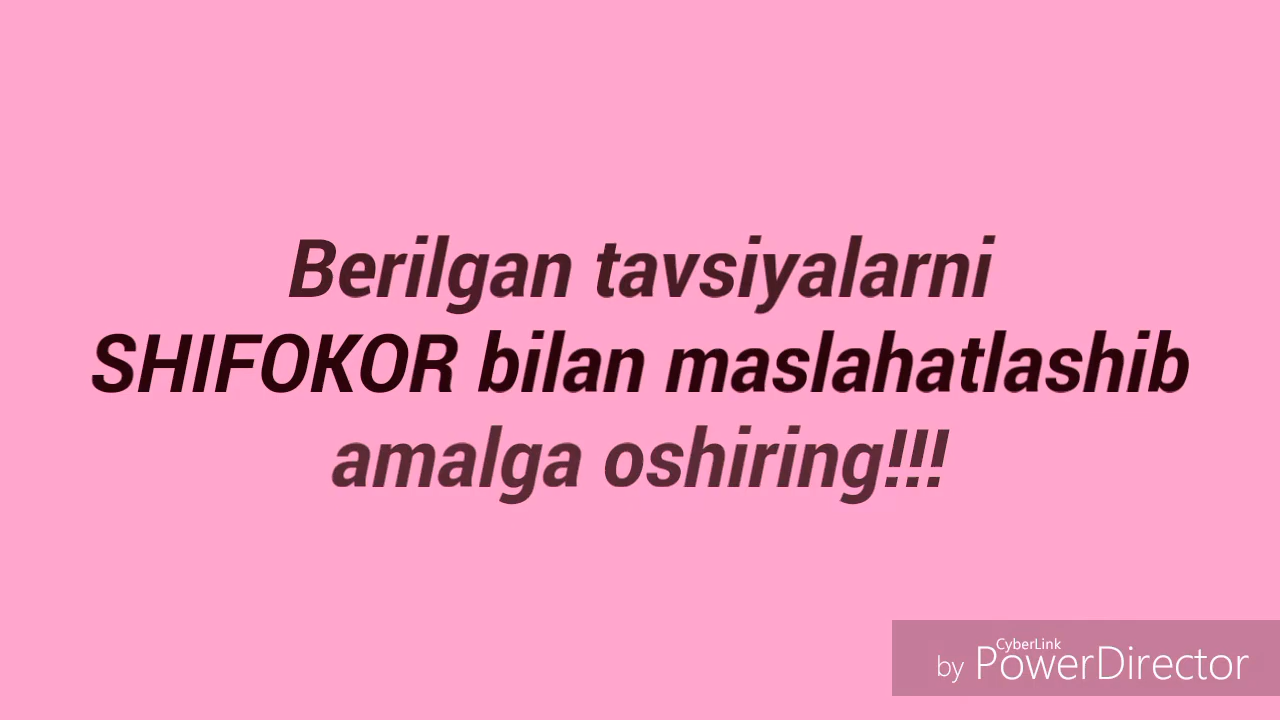 Berilgan tavsiyalarni
SHIFOKOR bilan maslahatlashib
amalga oshiring!!!
CyberLink
by PowerDirector